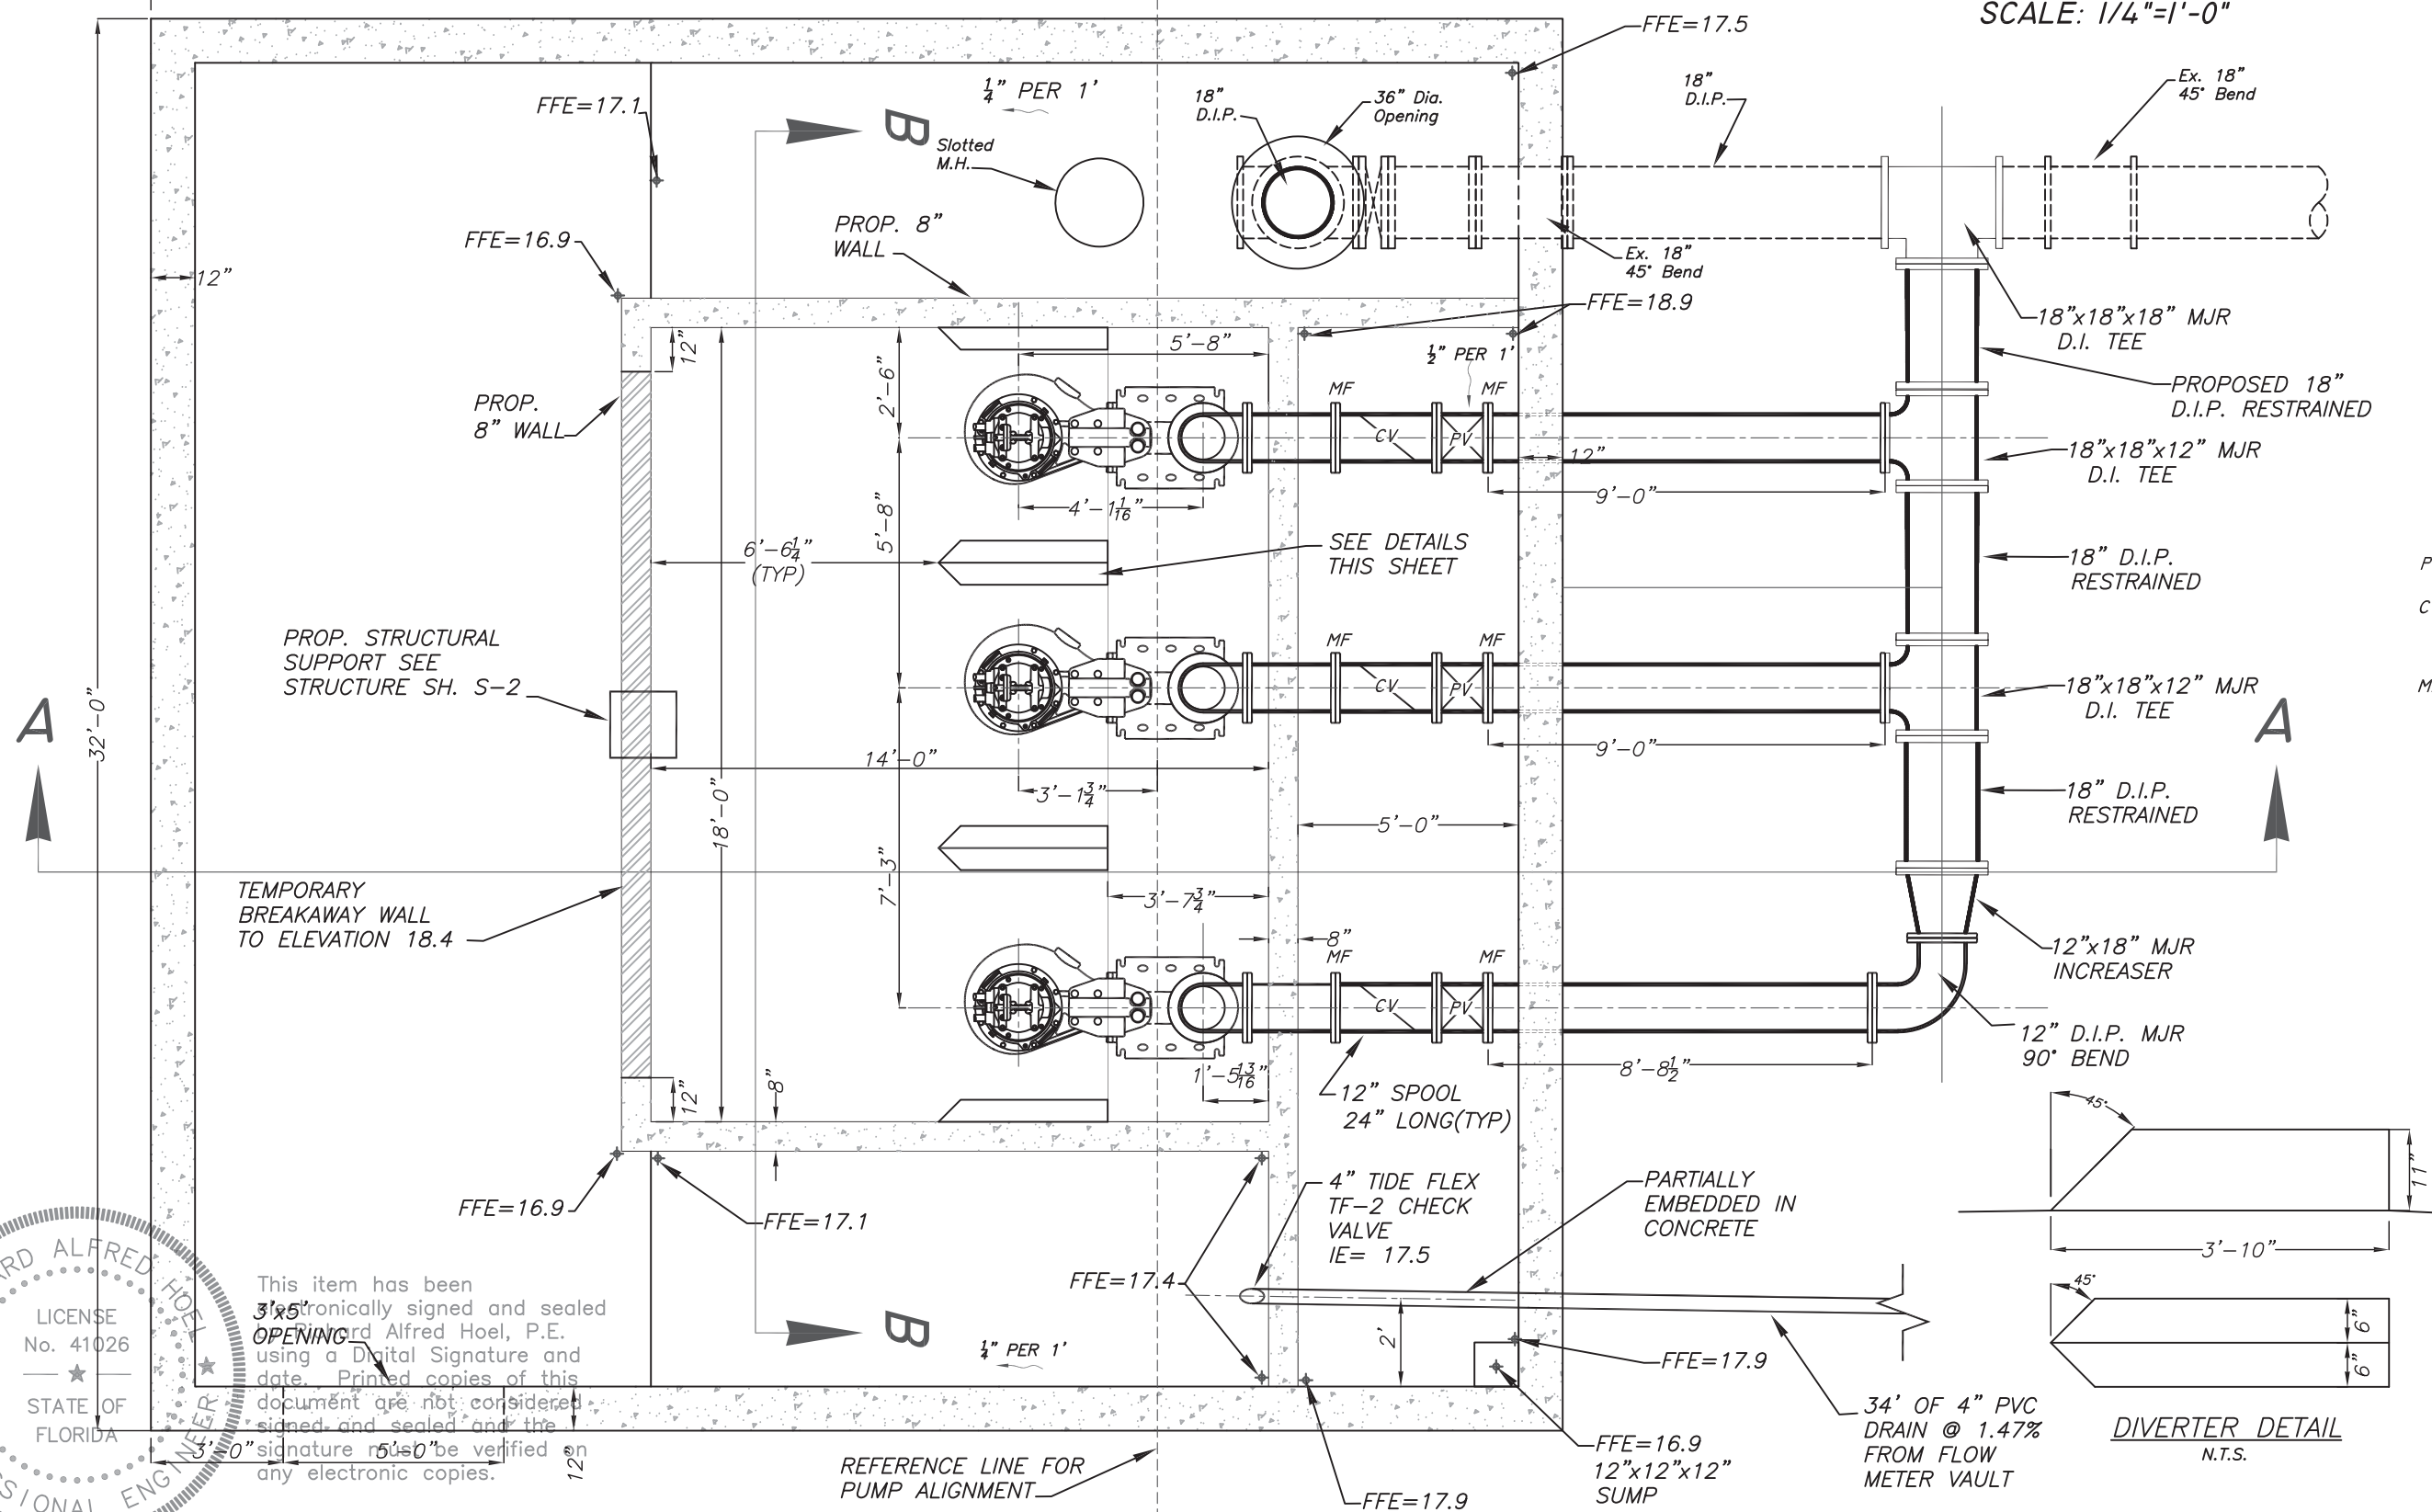 SCALE: 1/4"=1'-0"
FFE=17.5
18"
D.I.P.
Ex. 18"
45° Bend
FFE=17.1
1/4" PER 1'
18"
D.I.P.
36" Dia.
Opening
B
Slotted
M.H.
FFE=16.9
PROP. 8"
WALL
Ex. 18"
45° Bend
12"
FFE=18.9
18"x18"x18" MJR
D.I. TEE
12"
5'-8"
1/2" PER 1'
2'-6"
MF
MF
PROPOSED 18"
D.I.P. RESTRAINED
PROP.
8" WALL
CV
PV
12"
18"x18"x12" MJR
D.I. TEE
4'-1 1/16"
9'-0"
5'-8"
6'-6 1/4"
(TYP)
SEE DETAILS
THIS SHEET
18" D.I.P.
RESTRAINED
P
C
M
PROP. STRUCTURAL
SUPPORT SEE
STRUCTURE SH. S-2
MF
MF
CV
PV
18"x18"x12" MJR
D.I. TEE
A
A
32'-0"
14'-0"
9'-0"
3'-1 3/4"
18'-0"
5'-0"
18" D.I.P.
RESTRAINED
7'-3"
TEMPORARY
BREAKAWAY WALL
TO ELEVATION 18.4
3'-7 3/4"
8"
MF
MF
12"x18" MJR
INCREASER
CV
PV
12" D.I.P. MJR
90° BEND
12"
8"
1'-5 13/16"
8'-8 1/2"
12" SPOOL
24" LONG(TYP)
45°
11"
3'-10"
FFE=16.9
FFE=17.1
4" TIDE FLEX
TF-2 CHECK
VALVE
IE= 17.5
PARTIALLY
EMBEDDED IN
CONCRETE
FFE=17.4
45°
6"
6"
B
1/4" PER 1'
2'
FFE=17.9
3'x5'
OPENING
This item has been
electronically signed and sealed
by Richard Alfred Hoel, P.E.
using a Digital Signature and
date. Printed copies of this
document are not considered
signed and sealed and the
signature must be verified on
any electronic copies.
ARD ALFRED HOEL
LICENSE
No. 41026
STATE OF
FLORIDA
SSIONAL ENGINEER
3'-0"
5'-0"
12"
REFERENCE LINE FOR
PUMP ALIGNMENT
FFE=17.9
FFE=16.9
12"x12"x12"
SUMP
34' OF 4" PVC
DRAIN @ 1.47%
FROM FLOW
METER VAULT
DIVERTER DETAIL
N.T.S.